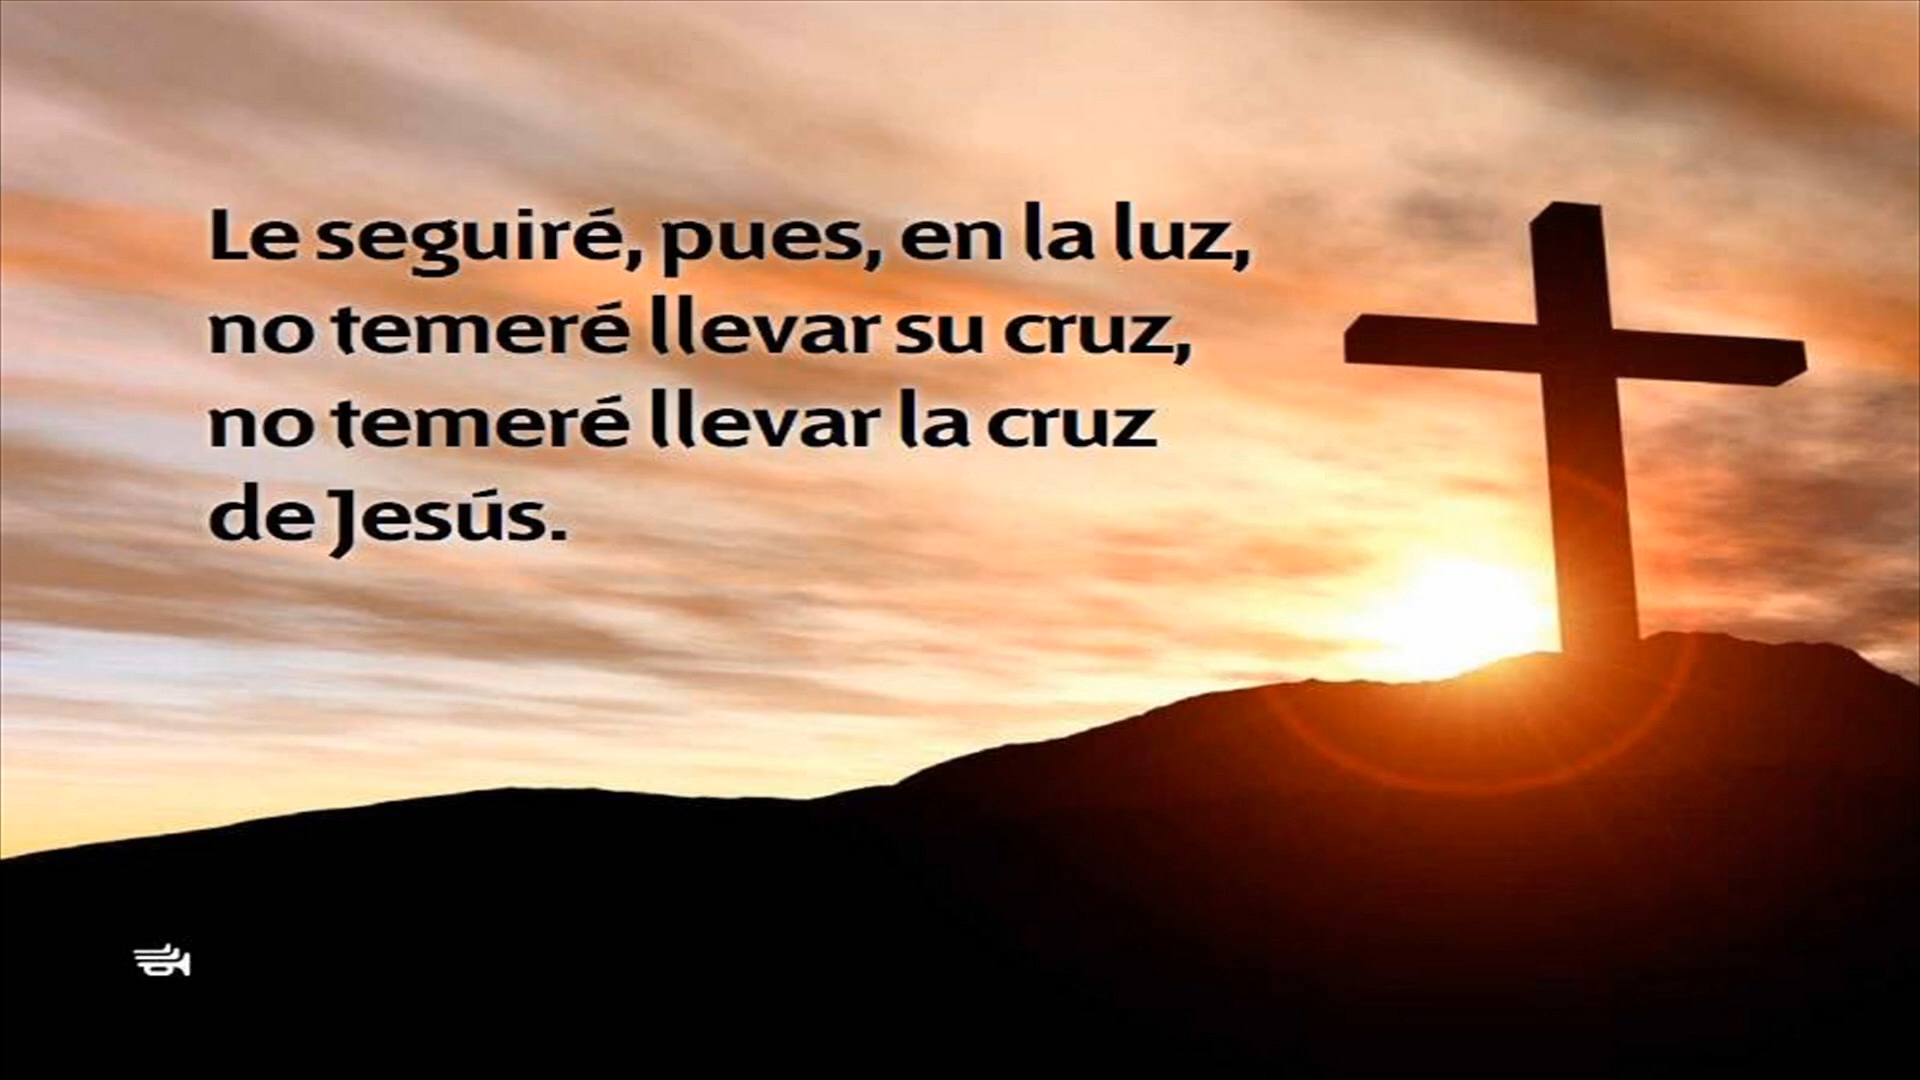 Le seguiré, pues, en la luz,
no temeré llevar su cruz,
no temeré llevar la cruz
de Jesús.